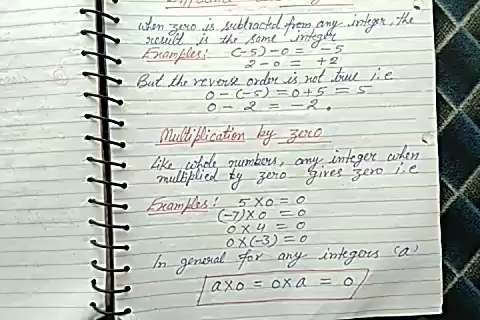 when zero is subtracted from any integer, the
result is the same integer
Examples: (-5)-0 = -5
2-0 = +2
But the reverse order is not true i.e
0-(-5) = 0+5 = 5
0-2 = -2.
Multiplication by zero
Like whole numbers, any integer when
multiplied by zero gives zero i.e
Examples: 5×0=0
(-7)×0 = 0
0×4 = 0
0×(-3)=0
In general for any integers 'a'
a×0 = 0×a = 0